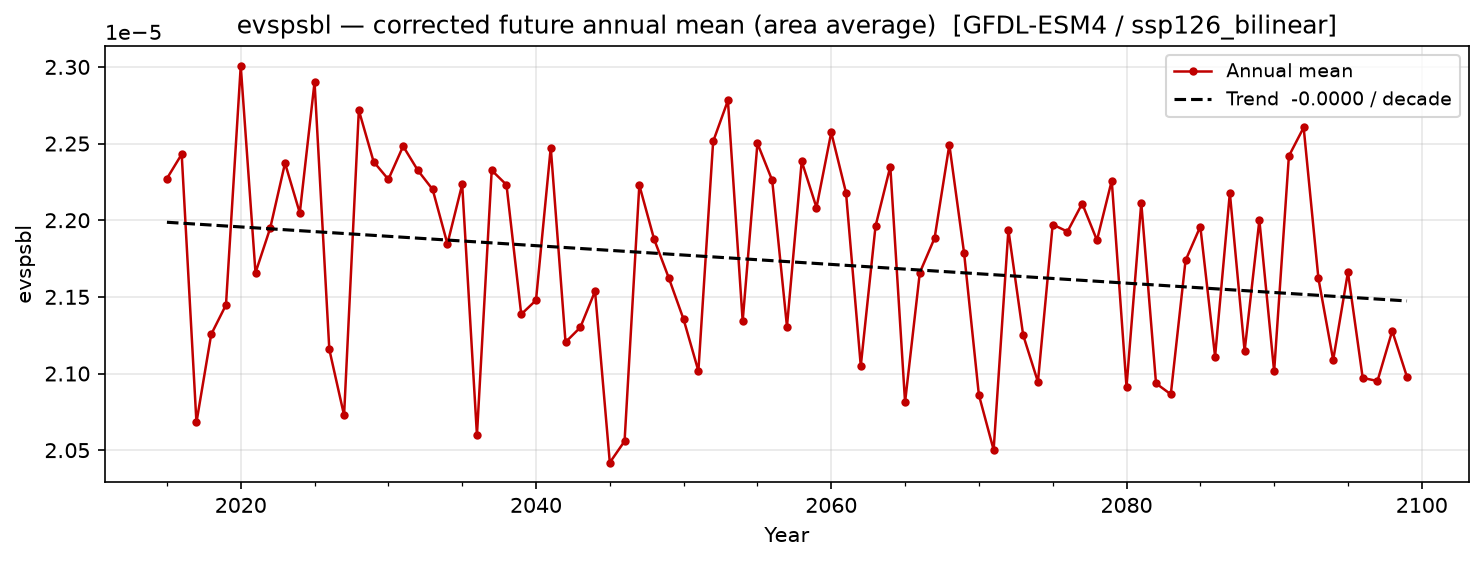 evspsbl — corrected future annual mean (area average)  [GFDL-ESM4 / ssp126_bilinear]
1e−5
2.30
2.25
2.20
2.15
2.10
2.05
evspsbl
Annual mean
Trend  -0.0000 / decade
2020
2040
2060
2080
2100
Year